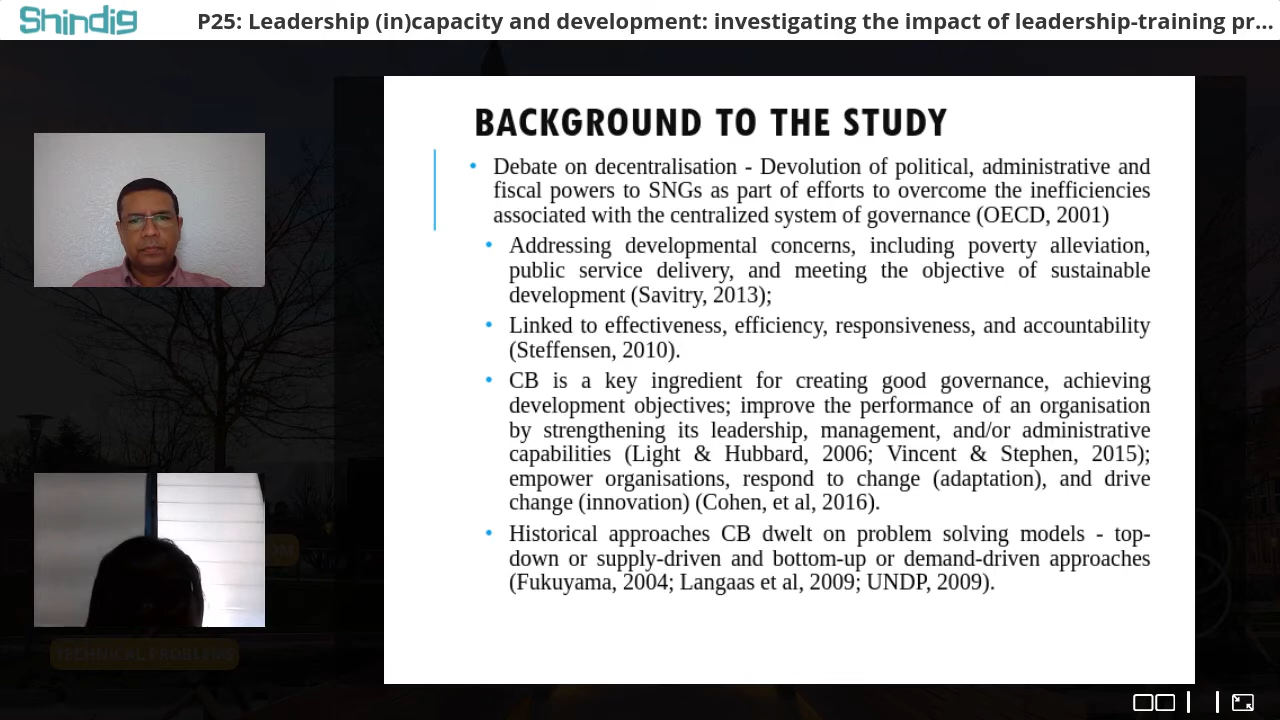 Shindig
P25: Leadership (in)capacity and development: investigating the impact of leadership-training pr...
BACKGROUND TO THE STUDY
• Debate on decentralisation - Devolution of political, administrative and
fiscal powers to SNGs as part of efforts to overcome the inefficiencies
associated with the centralized system of governance (OECD, 2001)
• Addressing developmental concerns, including poverty alleviation,
public service delivery, and meeting the objective of sustainable
development (Savitry, 2013);
• Linked to effectiveness, efficiency, responsiveness, and accountability
(Steffensen, 2010).
• CB is a key ingredient for creating good governance, achieving
development objectives; improve the performance of an organisation
by strengthening its leadership, management, and/or administrative
capabilities (Light & Hubbard, 2006; Vincent & Stephen, 2015);
empower organisations, respond to change (adaptation), and drive
change (innovation) (Cohen, et al, 2016).
• Historical approaches CB dwelt on problem solving models - top-
down or supply-driven and bottom-up or demand-driven approaches
(Fukuyama, 2004; Langaas et al, 2009; UNDP, 2009).
TECHNICAL PROBLEMS